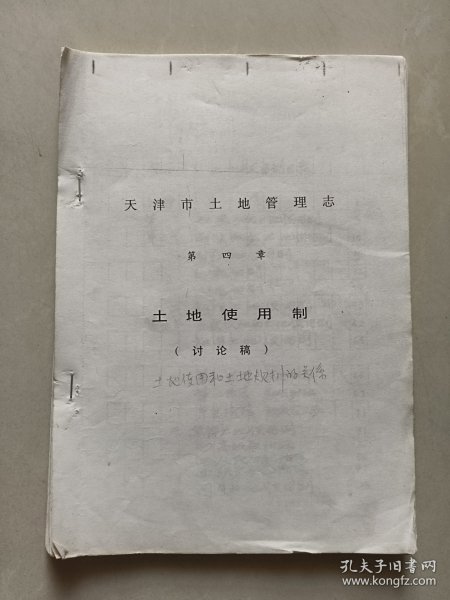 天津市土地管理志
第四章
土地使用制
(讨论稿)
土地使用和土地规划的关系
孔夫子旧书网
www.kongfz.com